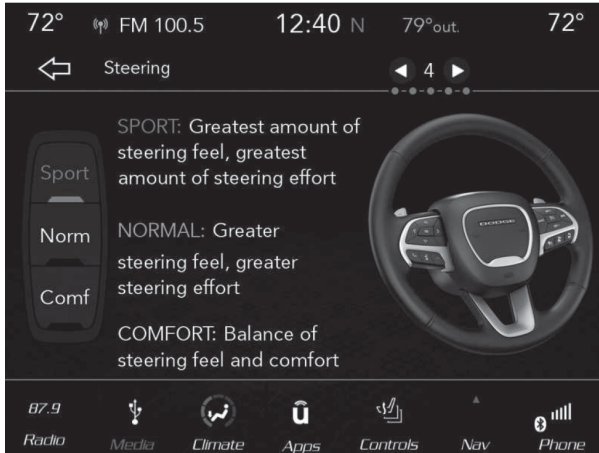 72° FM 100.5 12:40 N 79°out. 72°
Steering 4
SPORT: Greatest amount of
steering feel, greatest
amount of steering effort
Sport
NORMAL: Greater
steering feel, greater
steering effort
Norm
Comf
COMFORT: Balance of
steering feel and comfort
DODGE
87.9 û
Radio Media Climate Apps Controls Nav Phone